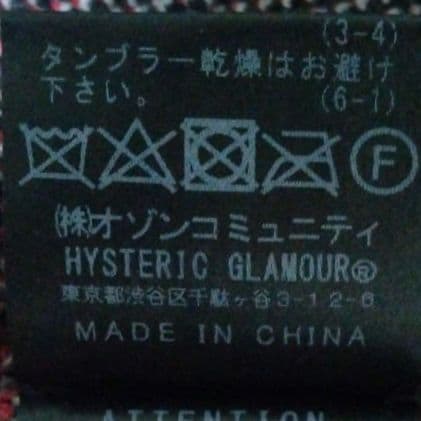 (3-4)
タンブラー乾燥はお避け
下さい。
(6-1)
F
(株)オゾンコミュニティ
HYSTERIC GLAMOUR®
東京都渋谷区千駄ヶ谷3-12-6
MADE IN CHINA
ATTENTION